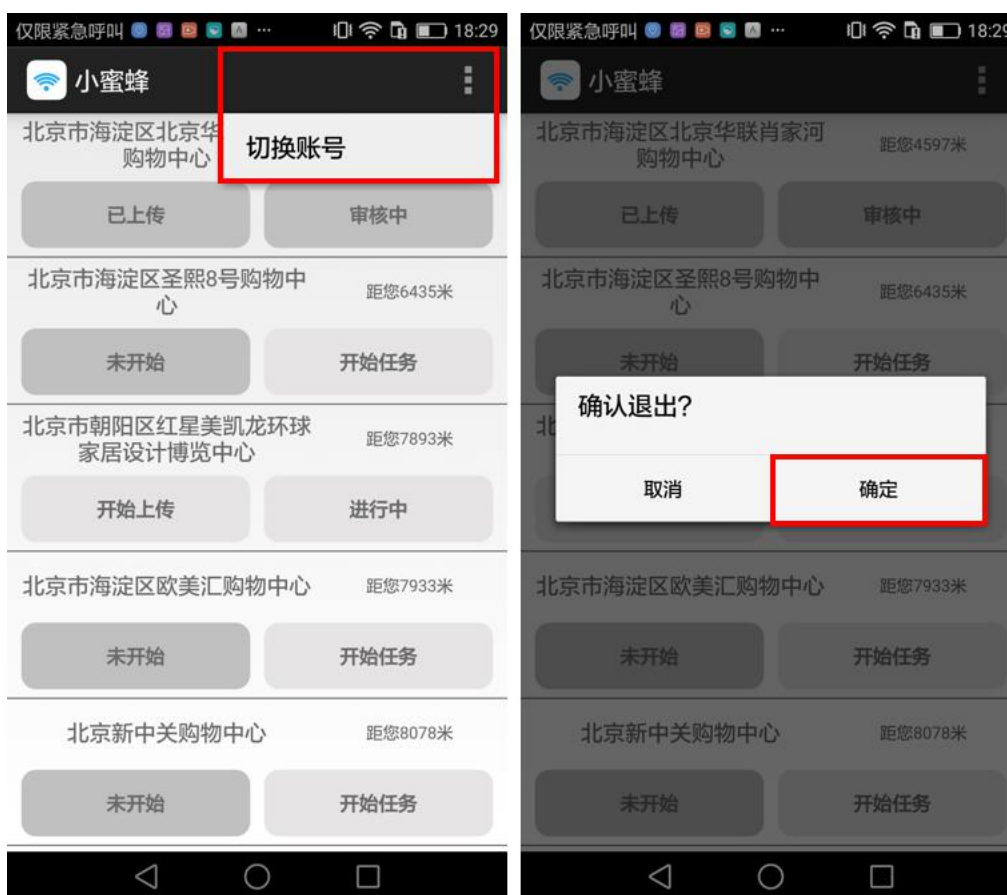 仅限紧急呼叫 ··· 18:29
小蜜蜂
切换账号
北京市海淀区北京华
购物中心
已上传 审核中
北京市海淀区圣熙8号购物中
心
距您6435米
未开始 开始任务
北京市朝阳区红星美凯龙环球
家居设计博览中心
距您7893米
开始上传 进行中
北京市海淀区欧美汇购物中心 距您7933米
未开始 开始任务
北京新中关购物中心 距您8078米
未开始 开始任务
仅限紧急呼叫 ··· 18:29
小蜜蜂
北京市海淀区北京华联肖家河
购物中心
距您4597米
已上传 审核中
北京市海淀区圣熙8号购物中
心
距您6435米
未开始 开始任务
确认退出?
取消 确定
北
北京市海淀区欧美汇购物中心 距您7933米
未开始 开始任务
北京新中关购物中心 距您8078米
未开始 开始任务